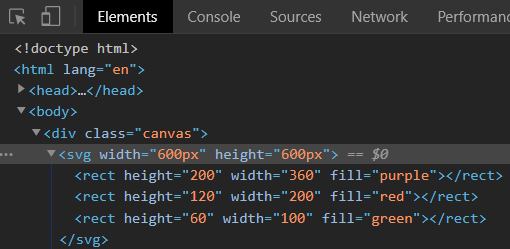 Elements Console Sources Network Performanc
<!doctype html>
<html lang="en">
<head>…</head>
<body>
<div class="canvas">
<svg width="600px" height="600px"> == $0
<rect height="200" width="360" fill="purple"></rect>
<rect height="120" width="200" fill="red"></rect>
<rect height="60" width="100" fill="green"></rect>
</svg>